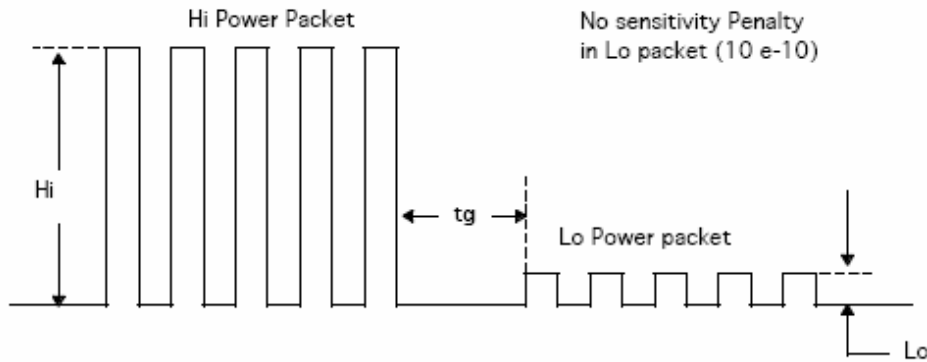 Hi Power Packet
No sensitivity Penalty
in Lo packet (10 e-10)
Hi
tg
Lo Power packet
Lo